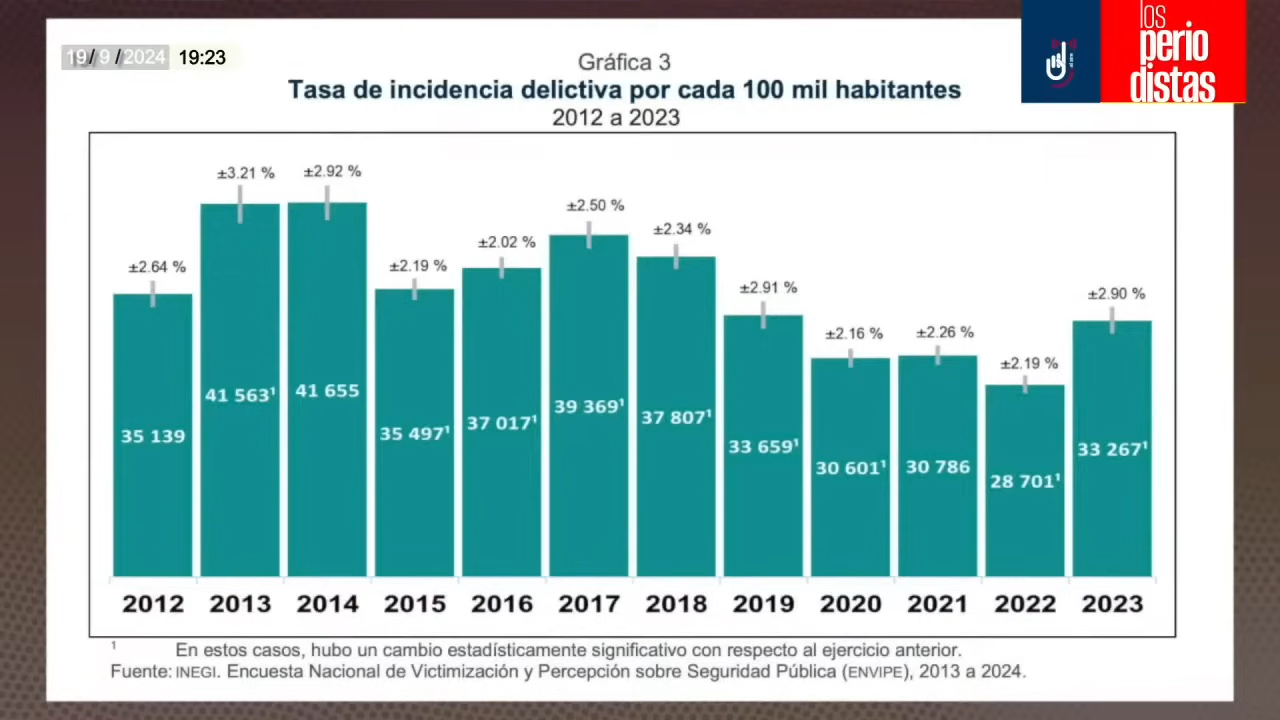 19/ 9 /2024 19:23
los
perio
distas
Gráfica 3
Tasa de incidencia delictiva por cada 100 mil habitantes
2012 a 2023
±2.64 % ±3.21 % ±2.92 % ±2.19 % ±2.02 % ±2.50 % ±2.34 % ±2.91 % ±2.16 % ±2.26 % ±2.19 % ±2.90 %
35 139 41 563¹ 41 655 35 497¹ 37 017¹ 39 369¹ 37 807¹ 33 659¹ 30 601¹ 30 786 28 701¹ 33 267¹
2012 2013 2014 2015 2016 2017 2018 2019 2020 2021 2022 2023
¹ En estos casos, hubo un cambio estadísticamente significativo con respecto al ejercicio anterior.
Fuente: INEGI. Encuesta Nacional de Victimización y Percepción sobre Seguridad Pública (ENVIPE), 2013 a 2024.